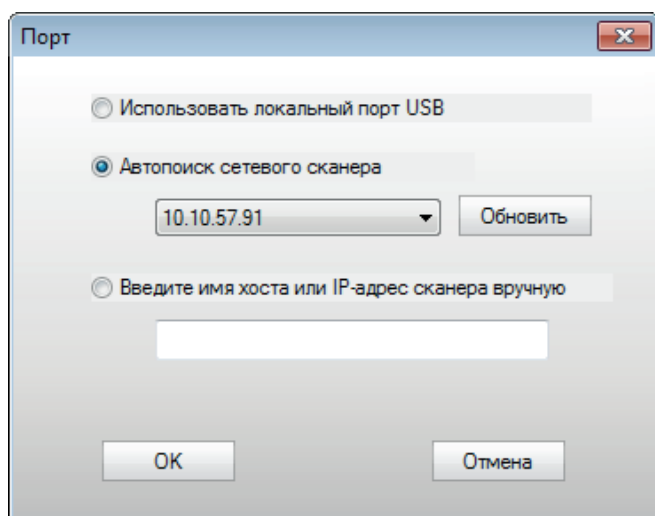 Порт
Использовать локальный порт USB
Автопоиск сетевого сканера
10.10.57.91
Обновить
Введите имя хоста или IP-адрес сканера вручную
OK
Отмена